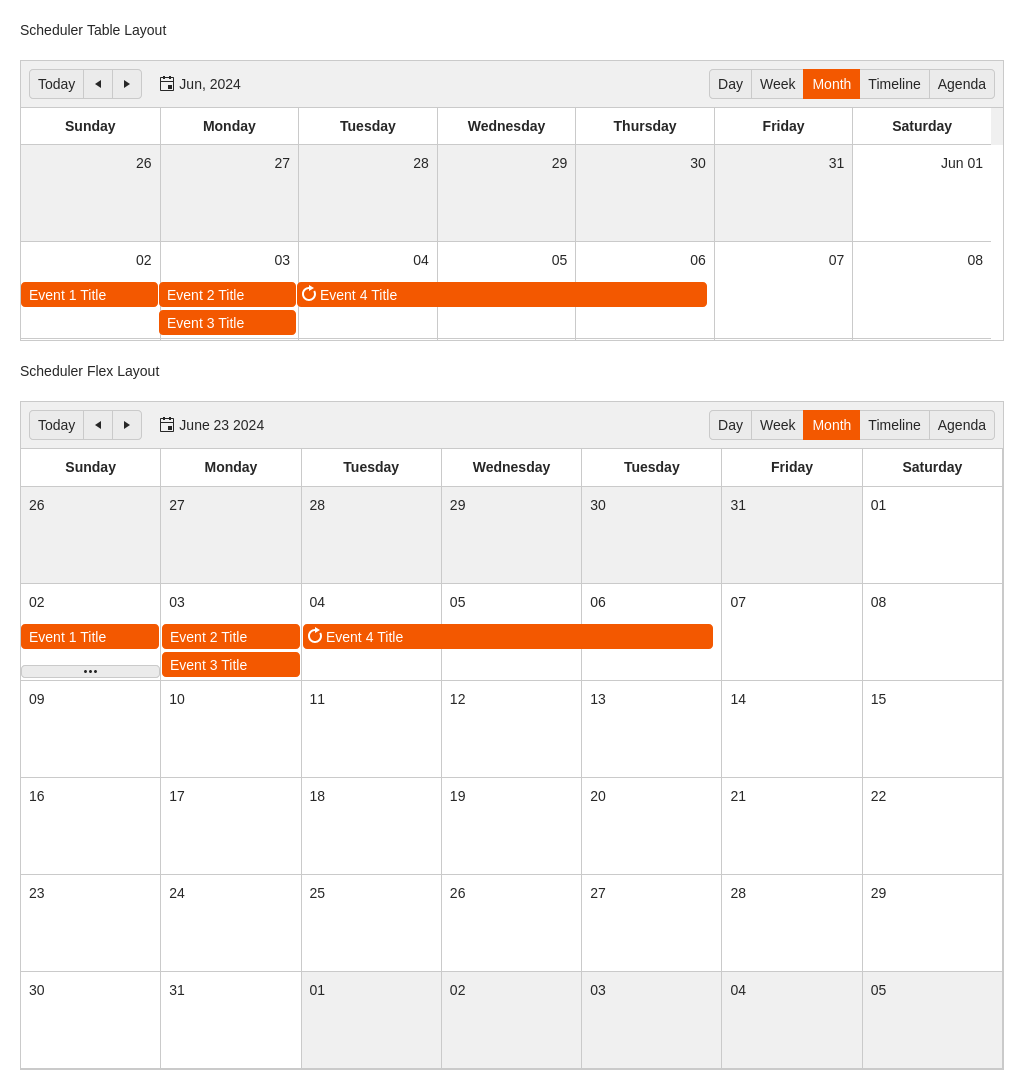 Scheduler Table Layout
Today Jun, 2024 Day Week Month Timeline Agenda
Sunday Monday Tuesday Wednesday Thursday Friday Saturday
26 27 28 29 30 31 Jun 01
02 03 04 05 06 07 08
Event 1 Title Event 2 Title Event 4 Title
Event 3 Title
Scheduler Flex Layout
Today June 23 2024 Day Week Month Timeline Agenda
Sunday Monday Tuesday Wednesday Tuesday Friday Saturday
26 27 28 29 30 31 01
02 03 04 05 06 07 08
Event 1 Title Event 2 Title Event 4 Title
Event 3 Title
09 10 11 12 13 14 15
16 17 18 19 20 21 22
23 24 25 26 27 28 29
30 31 01 02 03 04 05